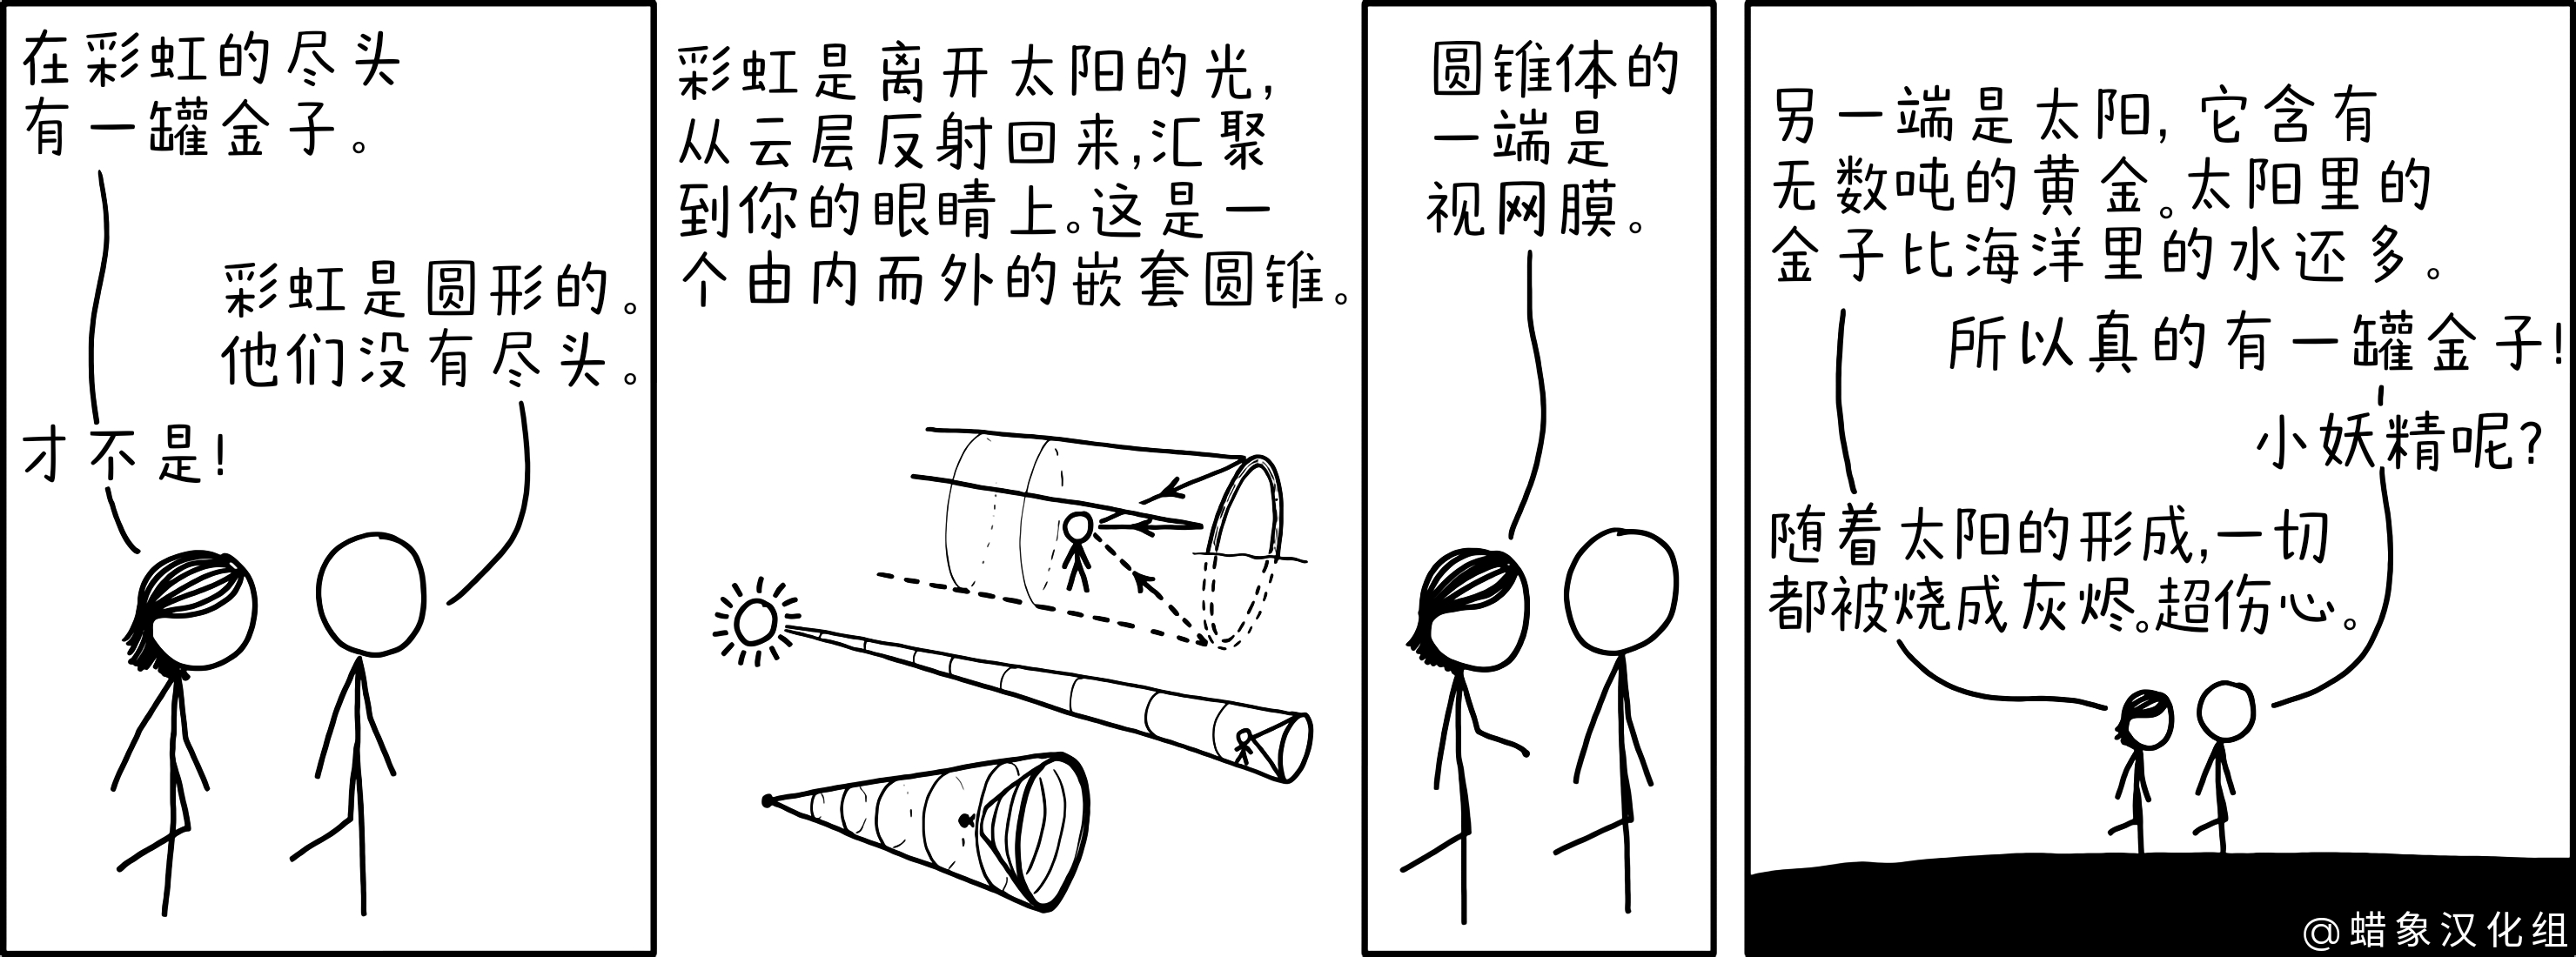 在彩虹的尽头
有一罐金子。
彩虹是圆形的。
他们没有尽头。
才不是!
彩虹是离开太阳的光,
从云层反射回来,汇聚
到你的眼睛上。这是一
个由内而外的嵌套圆锥。
圆锥体的
一端是
视网膜。
另一端是太阳,它含有
无数吨的黄金。太阳里的
金子比海洋里的水还多。
所以真的有一罐金子!
小妖精呢?
随着太阳的形成,一切
都被烧成灰烬。超伤心。
@蜡象汉化组